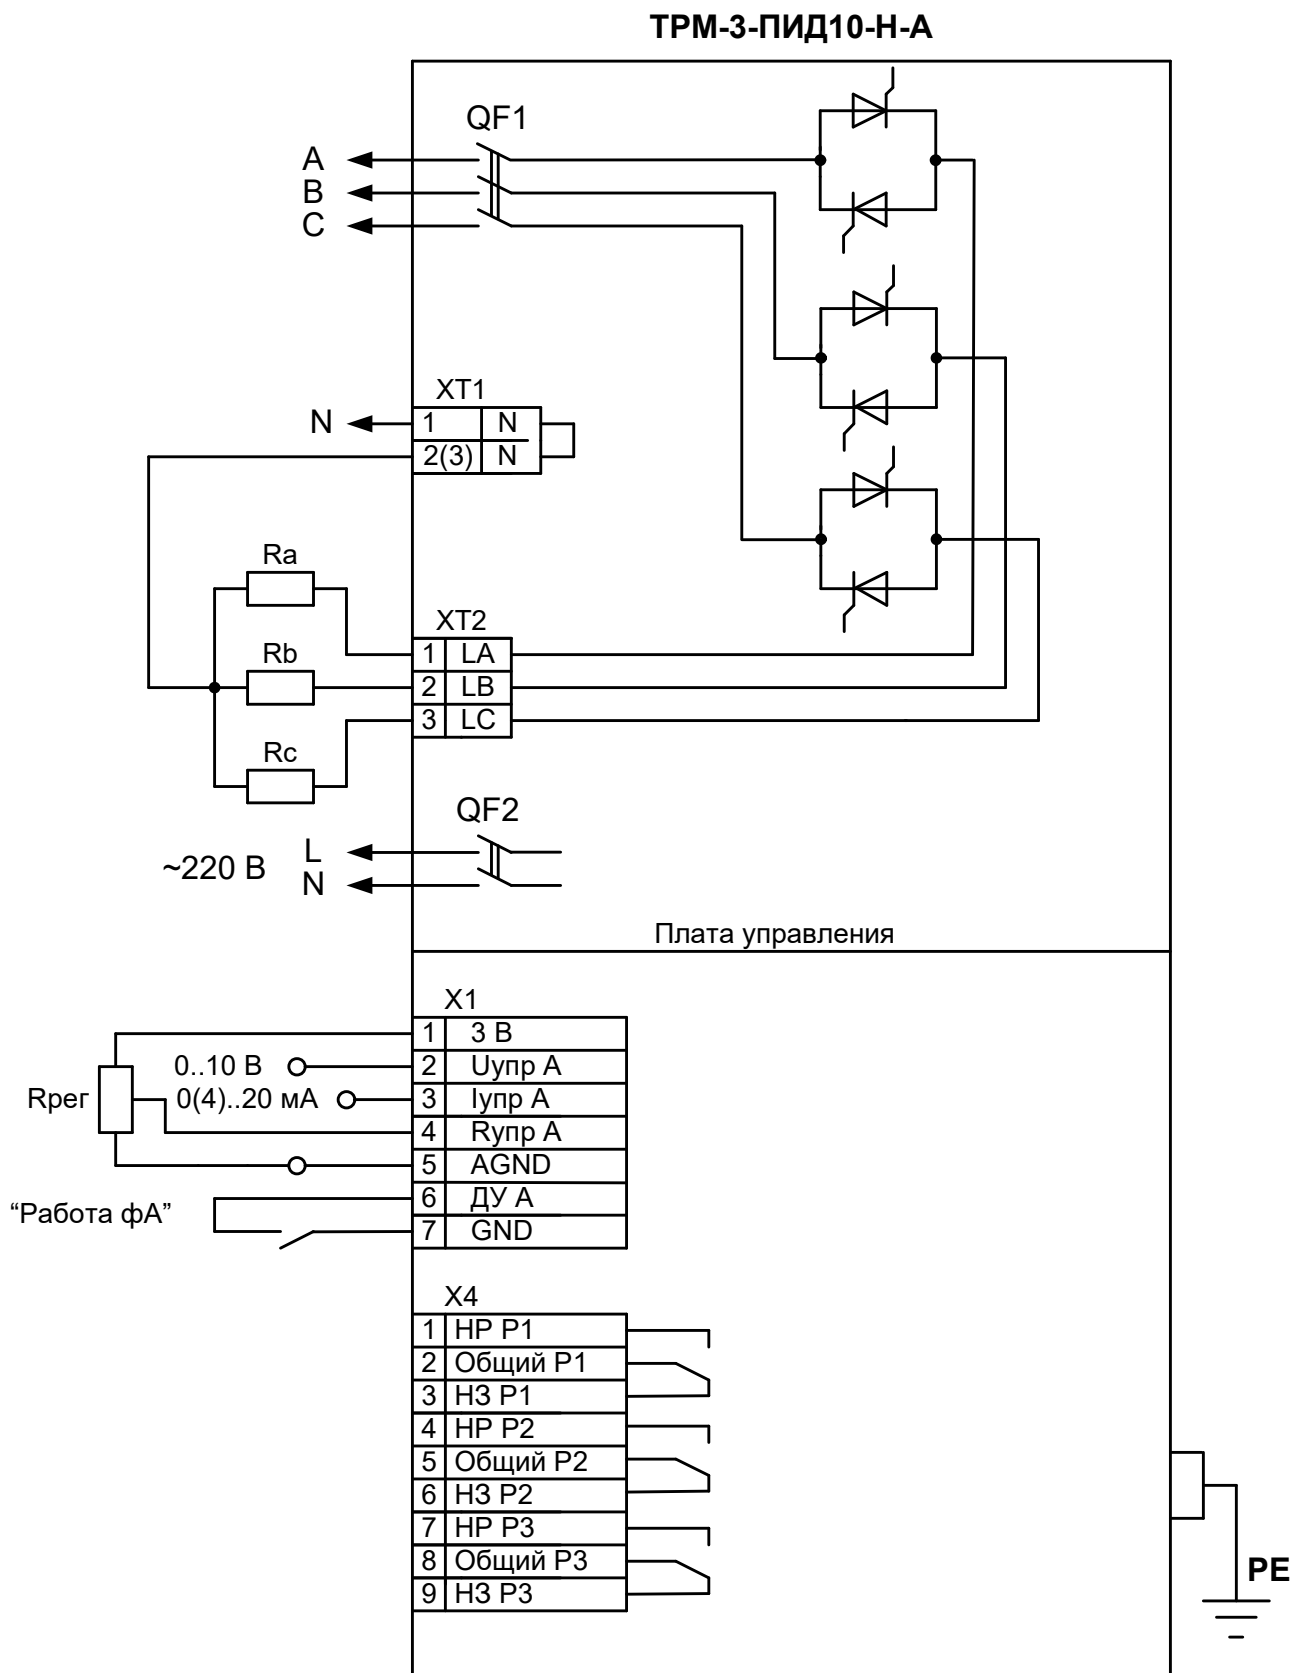 ТРМ-3-ПИД10-Н-А
QF1
A
B
C
XT1
N
1 N
2(3) N
Ra
XT2
1 LA
Rb
2 LB
3 LC
Rc
QF2
~220 В
L
N
Плата управления
X1
1 3 В
0..10 В
2 Uупр А
Rрег
0(4)..20 мА
3 Iупр А
4 Rупр А
5 AGND
“Работа фА”
6 ДУ А
7 GND
X4
1 НР Р1
2 Общий Р1
3 НЗ Р1
4 НР Р2
5 Общий Р2
6 НЗ Р2
7 НР Р3
8 Общий Р3
9 НЗ Р3
PE